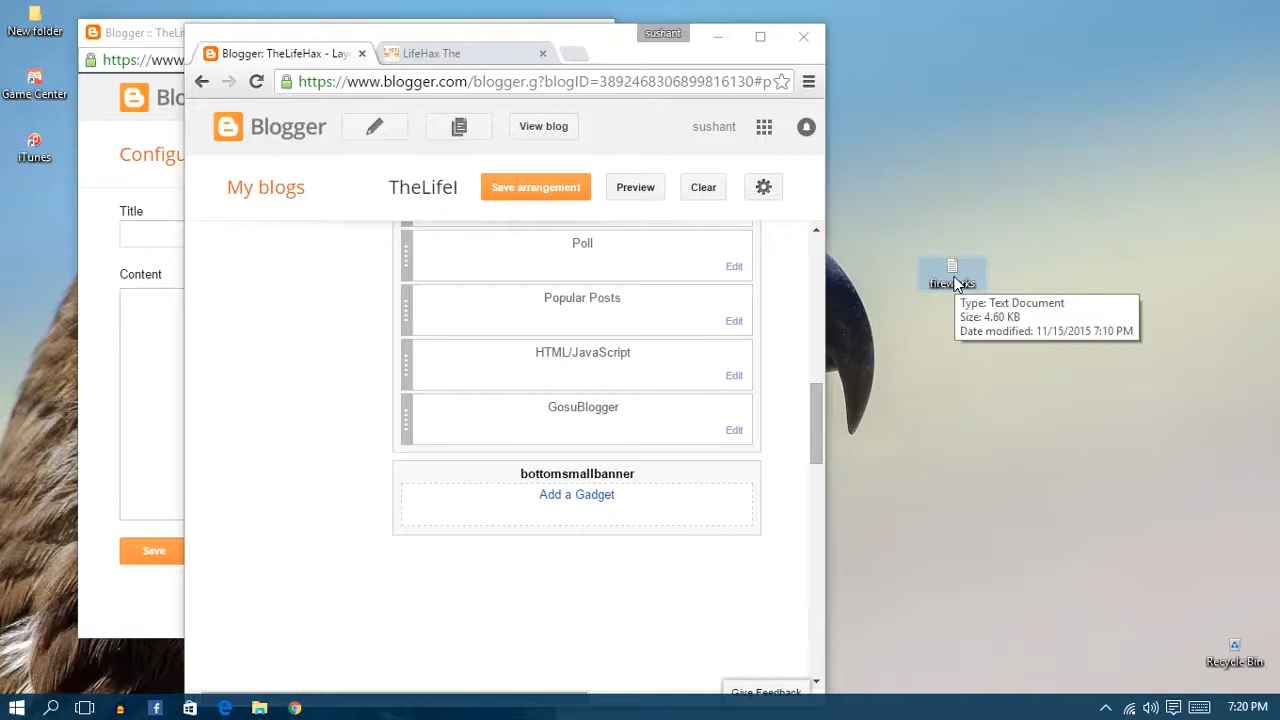 New folder
Game Center
iTunes
Blogger :: TheLif
https://www
Configu
Title
Content
Save
sushant
Blogger: TheLifeHax - Lay
LifeHax The
https://www.blogger.com/blogger.g?blogID=3892468306899816130#p
Blogger
View blog
sushant
My blogs
TheLife
Save arrangement
Preview
Clear
Poll
Edit
Popular Posts
Edit
HTML/JavaScript
Edit
GosuBlogger
Edit
bottomsmallbanner
Add a Gadget
Give Feedback
fireworks
Type: Text Document
Size: 4.60 KB
Date modified: 11/15/2015 7:10 PM
Recycle Bin
7:20 PM